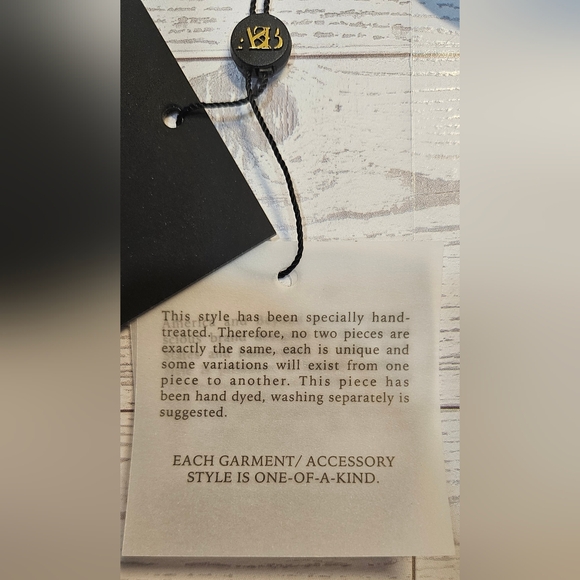 This style has been specially hand-
treated. Therefore, no two pieces are
exactly the same, each is unique and
some variations will exist from one
piece to another. This piece has
been hand dyed, washing separately is
suggested.
EACH GARMENT/ ACCESSORY
STYLE IS ONE-OF-A-KIND.